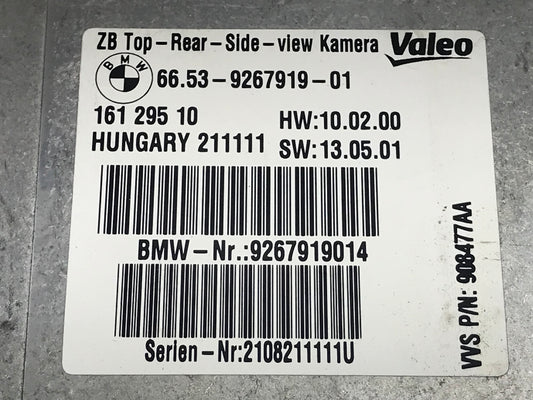 ZB Top-Rear-Side-view Kamera Valeo
BMW 66.53-9267919-01
161 295 10 HW:10.02.00
HUNGARY 211111 SW:13.05.01
BMW-Nr.:9267919014
Serien-Nr:2108211111U
VVS P/N: 908477AA